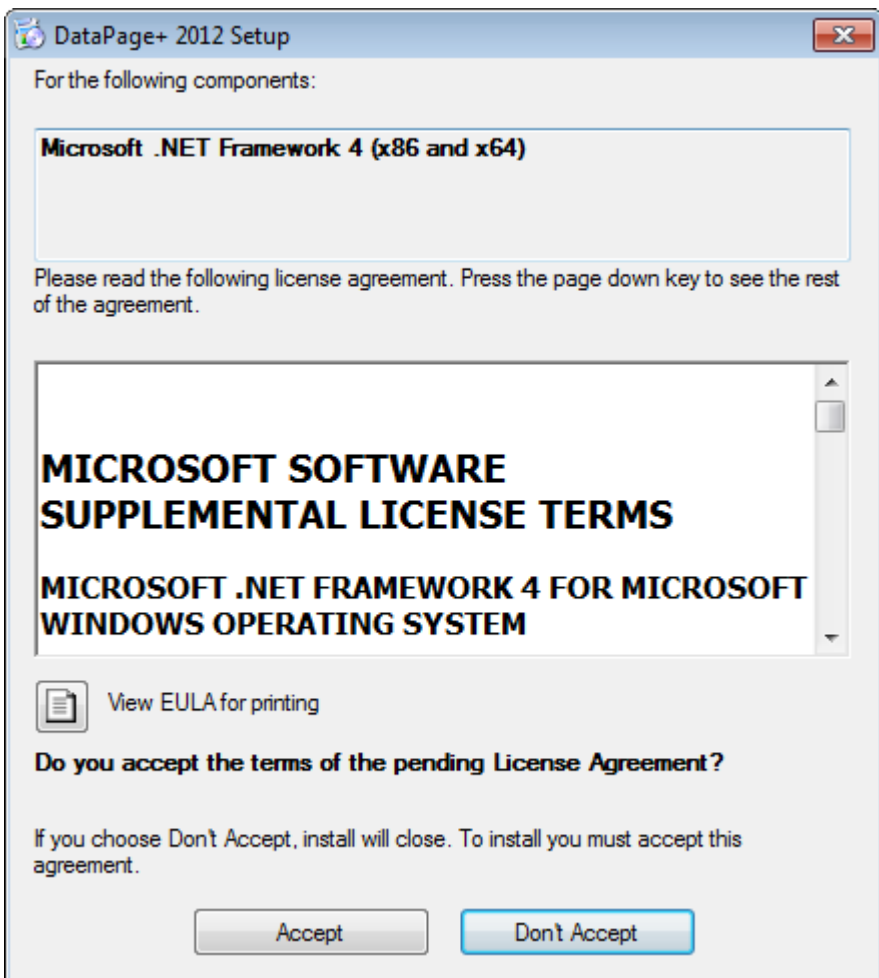 DataPage+ 2012 Setup
For the following components:
Microsoft .NET Framework 4 (x86 and x64)
Please read the following license agreement. Press the page down key to see the rest
of the agreement.
MICROSOFT SOFTWARE
SUPPLEMENTAL LICENSE TERMS
MICROSOFT .NET FRAMEWORK 4 FOR MICROSOFT
WINDOWS OPERATING SYSTEM
View EULA for printing
Do you accept the terms of the pending License Agreement?
If you choose Don't Accept, install will close. To install you must accept this
agreement.
Accept
Don't Accept